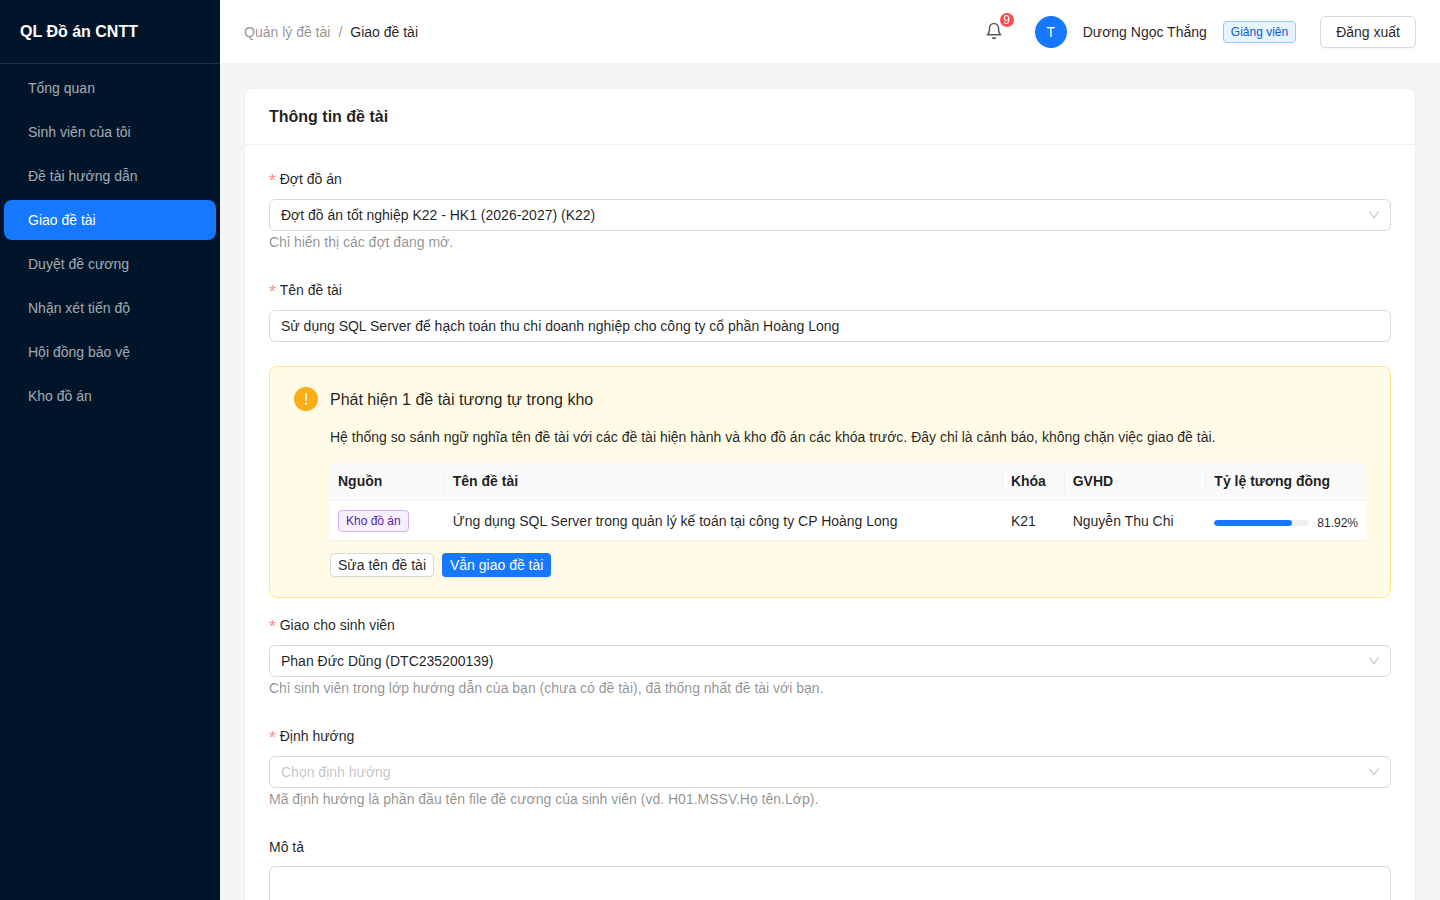 QL Đồ án CNTT
Tổng quan
Sinh viên của tôi
Đề tài hướng dẫn
Giao đề tài
Duyệt đề cương
Nhận xét tiến độ
Hội đồng bảo vệ
Kho đồ án
Quản lý đề tài / Giao đề tài
9
T
Dương Ngọc Thắng
Giảng viên
Đăng xuất
Thông tin đề tài
* Đợt đồ án
Đợt đồ án tốt nghiệp K22 - HK1 (2026-2027) (K22)
Chỉ hiển thị các đợt đang mở.
* Tên đề tài
Sử dụng SQL Server để hạch toán thu chi doanh nghiệp cho công ty cổ phần Hoàng Long
Phát hiện 1 đề tài tương tự trong kho
Hệ thống so sánh ngữ nghĩa tên đề tài với các đề tài hiện hành và kho đồ án các khóa trước. Đây chỉ là cảnh báo, không chặn việc giao đề tài.
Nguồn Tên đề tài Khóa GVHD Tỷ lệ tương đồng
Kho đồ án Ứng dụng SQL Server trong quản lý kế toán tại công ty CP Hoàng Long K21 Nguyễn Thu Chi 81.92%
Sửa tên đề tài Vẫn giao đề tài
* Giao cho sinh viên
Phan Đức Dũng (DTC235200139)
Chỉ sinh viên trong lớp hướng dẫn của bạn (chưa có đề tài), đã thống nhất đề tài với bạn.
* Định hướng
Chọn định hướng
Mã định hướng là phần đầu tên file đề cương của sinh viên (vd. H01.MSSV.Họ tên.Lớp).
Mô tả